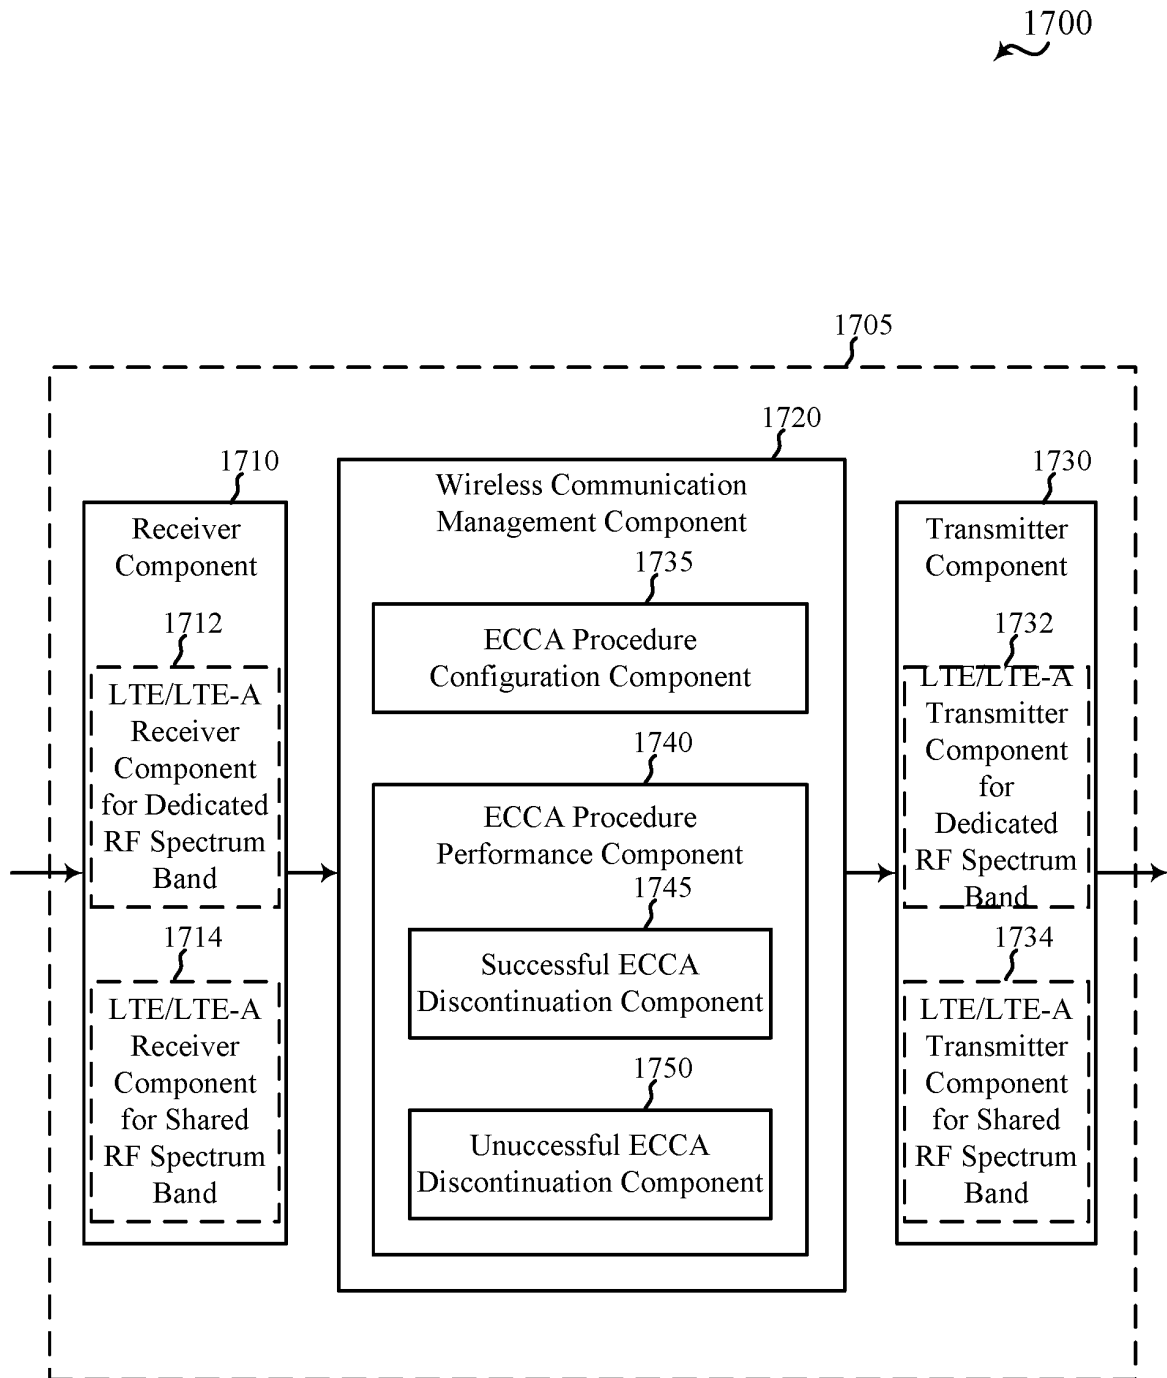 1700
1705
1710
Receiver
Component
1712
LTE/LTE-A
Receiver
Component
for Dedicated
RF Spectrum
Band
1714
LTE/LTE-A
Receiver
Component
for Shared
RF Spectrum
Band
1720
Wireless Communication
Management Component
1735
ECCA Procedure
Configuration Component
1740
ECCA Procedure
Performance Component
1745
Successful ECCA
Discontinuation Component
1750
Unuccessful ECCA
Discontinuation Component
1730
Transmitter
Component
1732
LTE/LTE-A
Transmitter
Component
for
Dedicated
RF Spectrum
Band
1734
LTE/LTE-A
Transmitter
Component
for Shared
RF Spectrum
Band